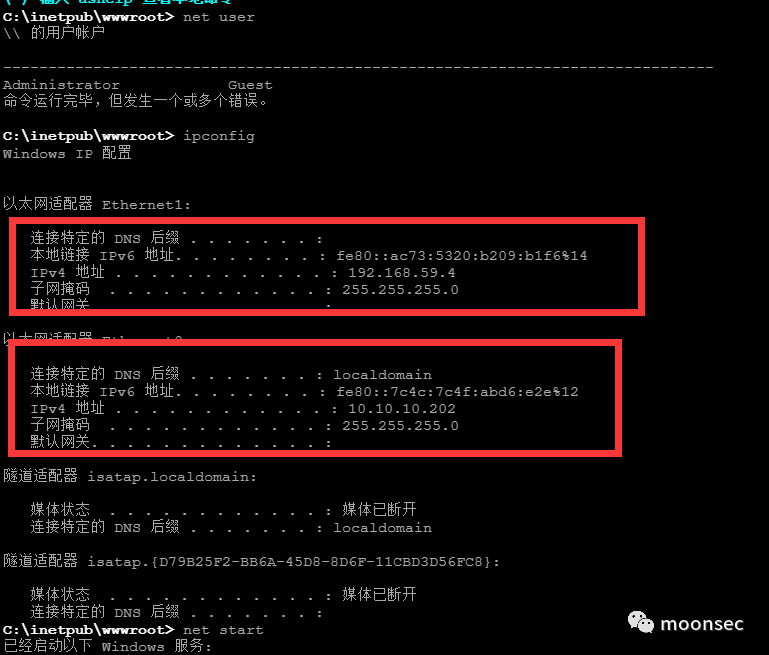 C:\inetpub\wwwroot> net user
\\ 的用户帐户
-------------------------------------------------------------------------------
Administrator            Guest
命令运行完毕，但发生一个或多个错误。
C:\inetpub\wwwroot> ipconfig
Windows IP 配置
以太网适配器 Ethernet1:
连接特定的 DNS 后缀 . . . . . . . :
本地链接 IPv6 地址. . . . . . . . : fe80::ac73:5320:b209:b1f6%14
IPv4 地址 . . . . . . . . . . . . : 192.168.59.4
子网掩码  . . . . . . . . . . . . : 255.255.255.0
默认网关. . . . . . . . . . . . . :
以太网适配器
连接特定的 DNS 后缀 . . . . . . . : localdomain
本地链接 IPv6 地址. . . . . . . . : fe80::7c4c:7c4f:abd6:e2e%12
IPv4 地址 . . . . . . . . . . . . : 10.10.10.202
子网掩码  . . . . . . . . . . . . : 255.255.255.0
默认网关. . . . . . . . . . . . . :
隧道适配器 isatap.localdomain:
媒体状态  . . . . . . . . . . . . : 媒体已断开
连接特定的 DNS 后缀 . . . . . . . : localdomain
隧道适配器 isatap.{D79B25F2-BB6A-45D8-8D6F-11CBD3D56FC8}:
媒体状态  . . . . . . . . . . . . : 媒体已断开
连接特定的 DNS 后缀 . . . . . . . :
C:\inetpub\wwwroot> net start
已经启动以下 Windows 服务:
moonsec